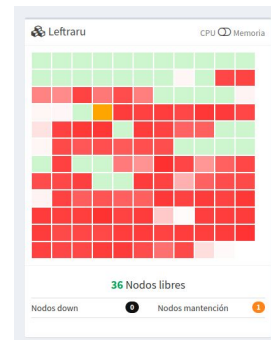 Leftraru
CPU Memoria
36 Nodos libres
Nodos down 0 Nodos mantención 1